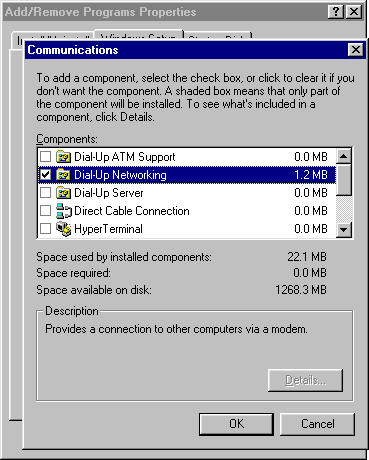 Add/Remove Programs Properties
Communications
To add a component, select the check box, or click to clear it if you
don't want the component. A shaded box means that only part of
the component will be installed. To see what's included in a
component, click Details.
Components:
Dial-Up ATM Support 0.0 MB
Dial-Up Networking 1.2 MB
Dial-Up Server 0.0 MB
Direct Cable Connection 0.0 MB
HyperTerminal 0.0 MB
Space used by installed components: 22.1 MB
Space required: 0.0 MB
Space available on disk: 1268.3 MB
Description
Provides a connection to other computers via a modem.
Details...
OK Cancel